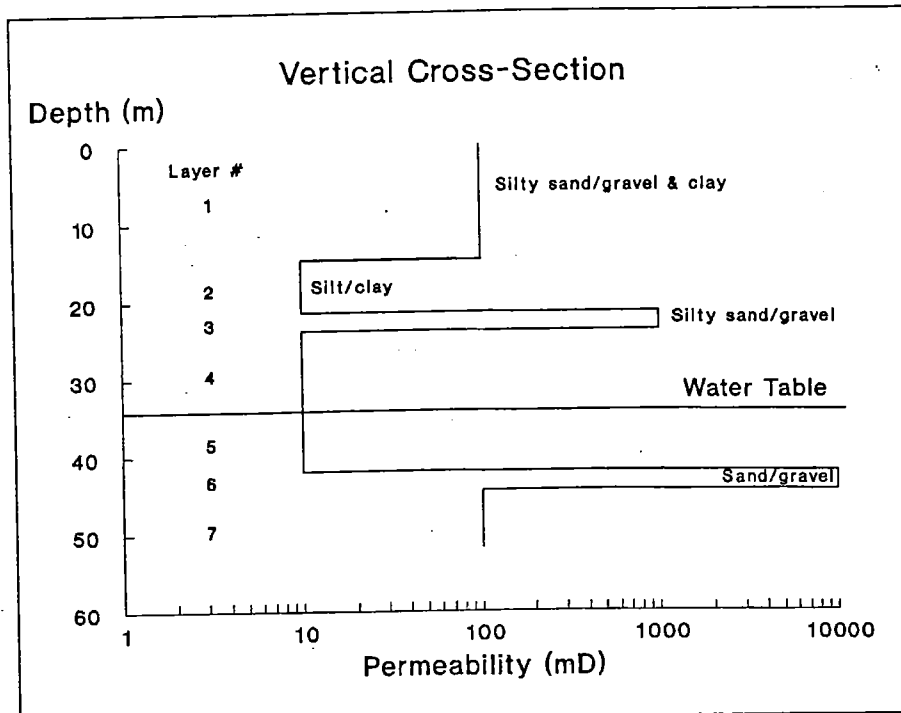 Vertical Cross-Section
Depth (m)
0
Layer #
Silty sand/gravel & clay
1
10
Silt/clay
2
20
Silty sand/gravel
3
4
30
Water Table
5
40
Sand/gravel
6
7
50
60
1
10
100
1000
10000
Permeability (mD)